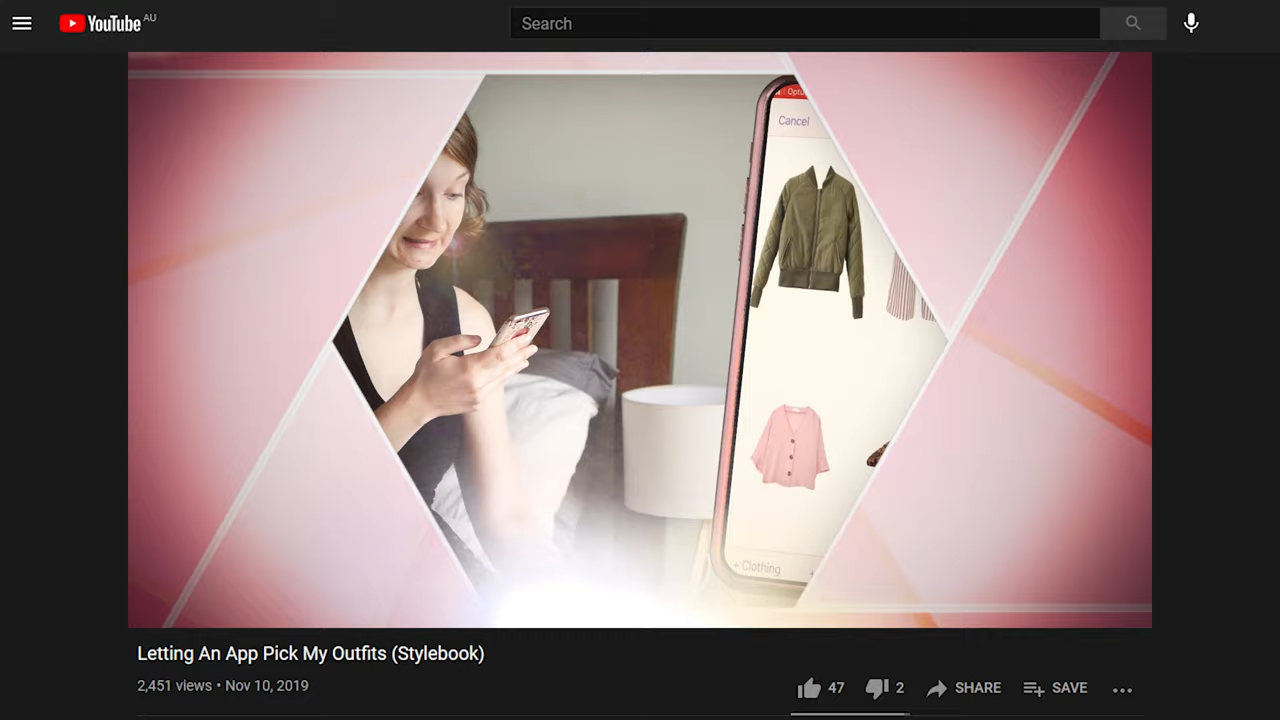 YouTube AU
Search
Optu
Cancel
+ Clothing
Letting An App Pick My Outfits (Stylebook)
2,451 views • Nov 10, 2019
47 2 SHARE SAVE